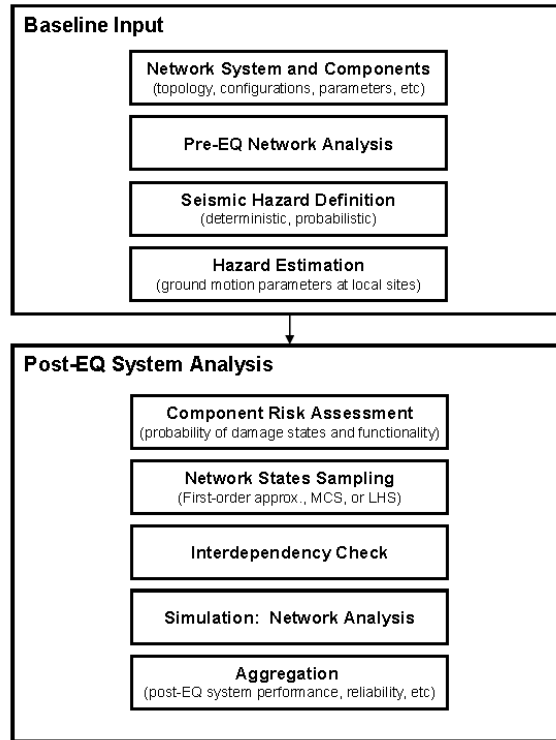 Baseline Input
Network System and Components
(topology, configurations, parameters, etc)
Pre-EQ Network Analysis
Seismic Hazard Definition
(deterministic, probabilistic)
Hazard Estimation
(ground motion parameters at local sites)
Post-EQ System Analysis
Component Risk Assessment
(probability of damage states and functionality)
Network States Sampling
(First-order approx., MCS, or LHS)
Interdependency Check
Simulation: Network Analysis
Aggregation
(post-EQ system performance, reliability, etc)